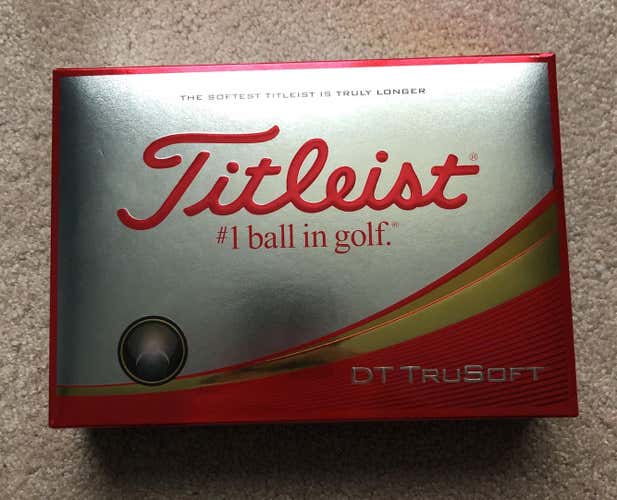 THE SOFTEST TITLEIST IS TRULY LONGER
Titleist®
#1 ball in golf.®
DT TRUSOFT